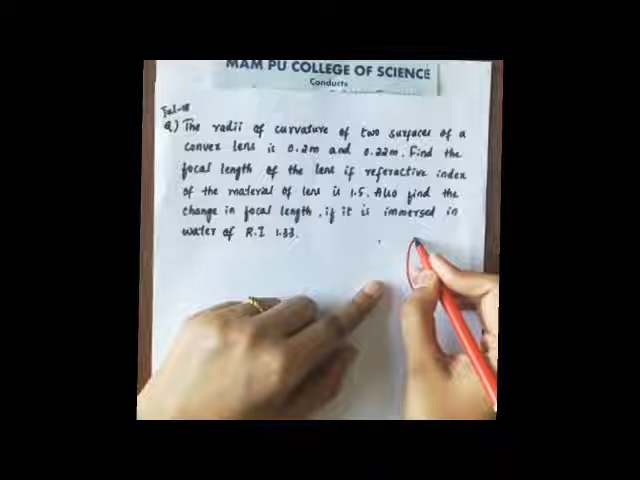 MAM PU COLLEGE OF SCIENCE
Conducts
Q) The radii of curvature of two surfaces of a
convex lens is 0.2m and 0.22m. Find the
focal length of the lens if referactive index
of the material of lens is 1.5. Also find the
change in focal length, if it is immersed in
water of R.I 1.33.